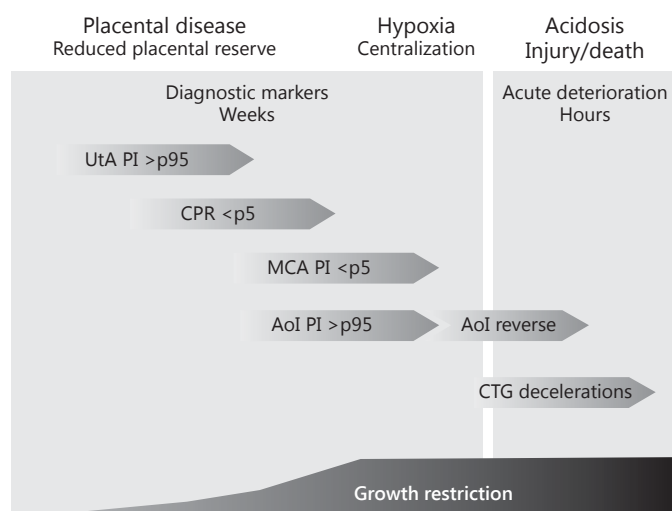 Placental disease
Reduced placental reserve
Hypoxia
Centralization
Acidosis
Injury/death
Diagnostic markers
Weeks
Acute deterioration
Hours
UtA PI >p95
CPR <p5
MCA PI <p5
AoI PI >p95
AoI reverse
CTG decelerations
Growth restriction